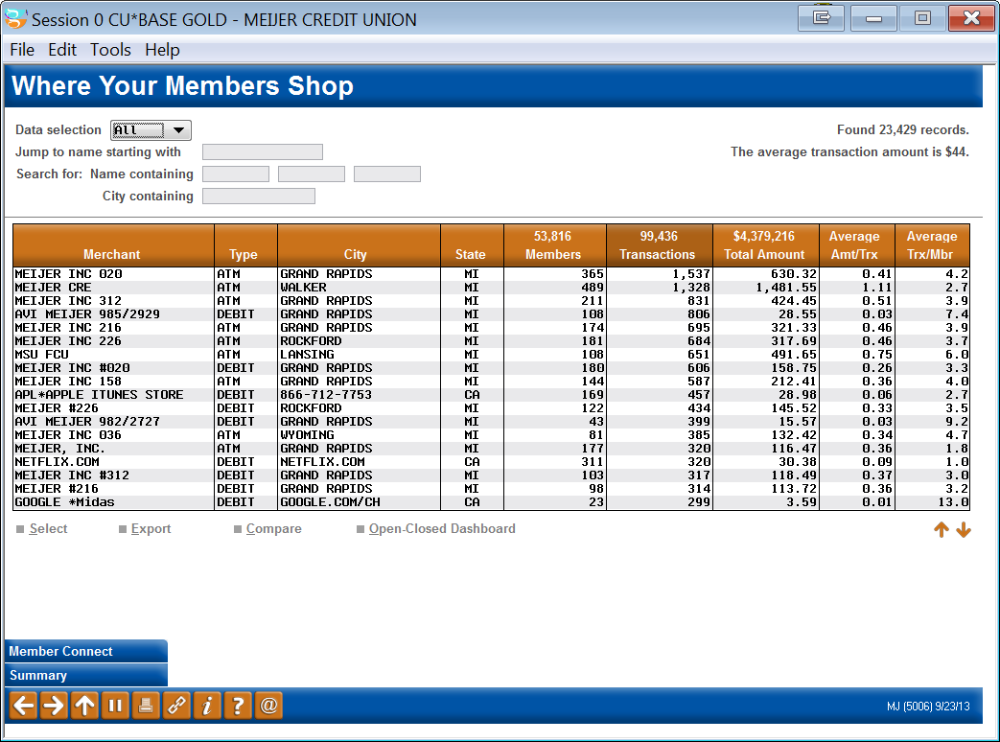 Session 0 CU*BASE GOLD - MEIJER CREDIT UNION
File Edit Tools Help
Where Your Members Shop
Data selection All Found 23,429 records.
Jump to name starting with The average transaction amount is $44.
Search for: Name containing
City containing
53,816 99,436 $4,379,216 Average Average
Merchant Type City State Members Transactions Total Amount Amt/Trx Trx/Mbr
MEIJER INC 020 ATM GRAND RAPIDS MI 365 1,537 630.32 0.41 4.2
MEIJER CRE ATM WALKER MI 489 1,328 1,481.55 1.11 2.7
MEIJER INC 312 ATM GRAND RAPIDS MI 211 831 424.45 0.51 3.9
AVI MEIJER 985/2929 DEBIT GRAND RAPIDS MI 108 806 28.55 0.03 7.4
MEIJER INC 216 ATM GRAND RAPIDS MI 174 695 321.33 0.46 3.9
MEIJER INC 226 ATM ROCKFORD MI 181 684 317.69 0.46 3.7
MSU FCU ATM LANSING MI 108 651 491.65 0.75 6.0
MEIJER INC #020 DEBIT GRAND RAPIDS MI 180 606 158.75 0.26 3.3
MEIJER INC 158 ATM GRAND RAPIDS MI 144 587 212.41 0.36 4.0
APL*APPLE ITUNES STORE DEBIT 866-712-7753 CA 169 457 28.98 0.06 2.7
MEIJER #226 DEBIT ROCKFORD MI 122 434 145.52 0.33 3.5
AVI MEIJER 982/2727 DEBIT GRAND RAPIDS MI 43 399 15.57 0.03 9.2
MEIJER INC 036 ATM WYOMING MI 81 385 132.42 0.34 4.7
MEIJER, INC. ATM GRAND RAPIDS MI 177 320 116.47 0.36 1.8
NETFLIX.COM DEBIT NETFLIX.COM CA 311 320 30.38 0.09 1.0
MEIJER INC #312 DEBIT GRAND RAPIDS MI 103 317 118.49 0.37 3.0
MEIJER #216 DEBIT GRAND RAPIDS MI 98 314 113.72 0.36 3.2
GOOGLE *Midas DEBIT GOOGLE.COM/CH CA 23 299 3.59 0.01 13.0
Select Export Compare Open-Closed Dashboard
Member Connect
Summary
i ? @ MJ (5006) 9/23/13